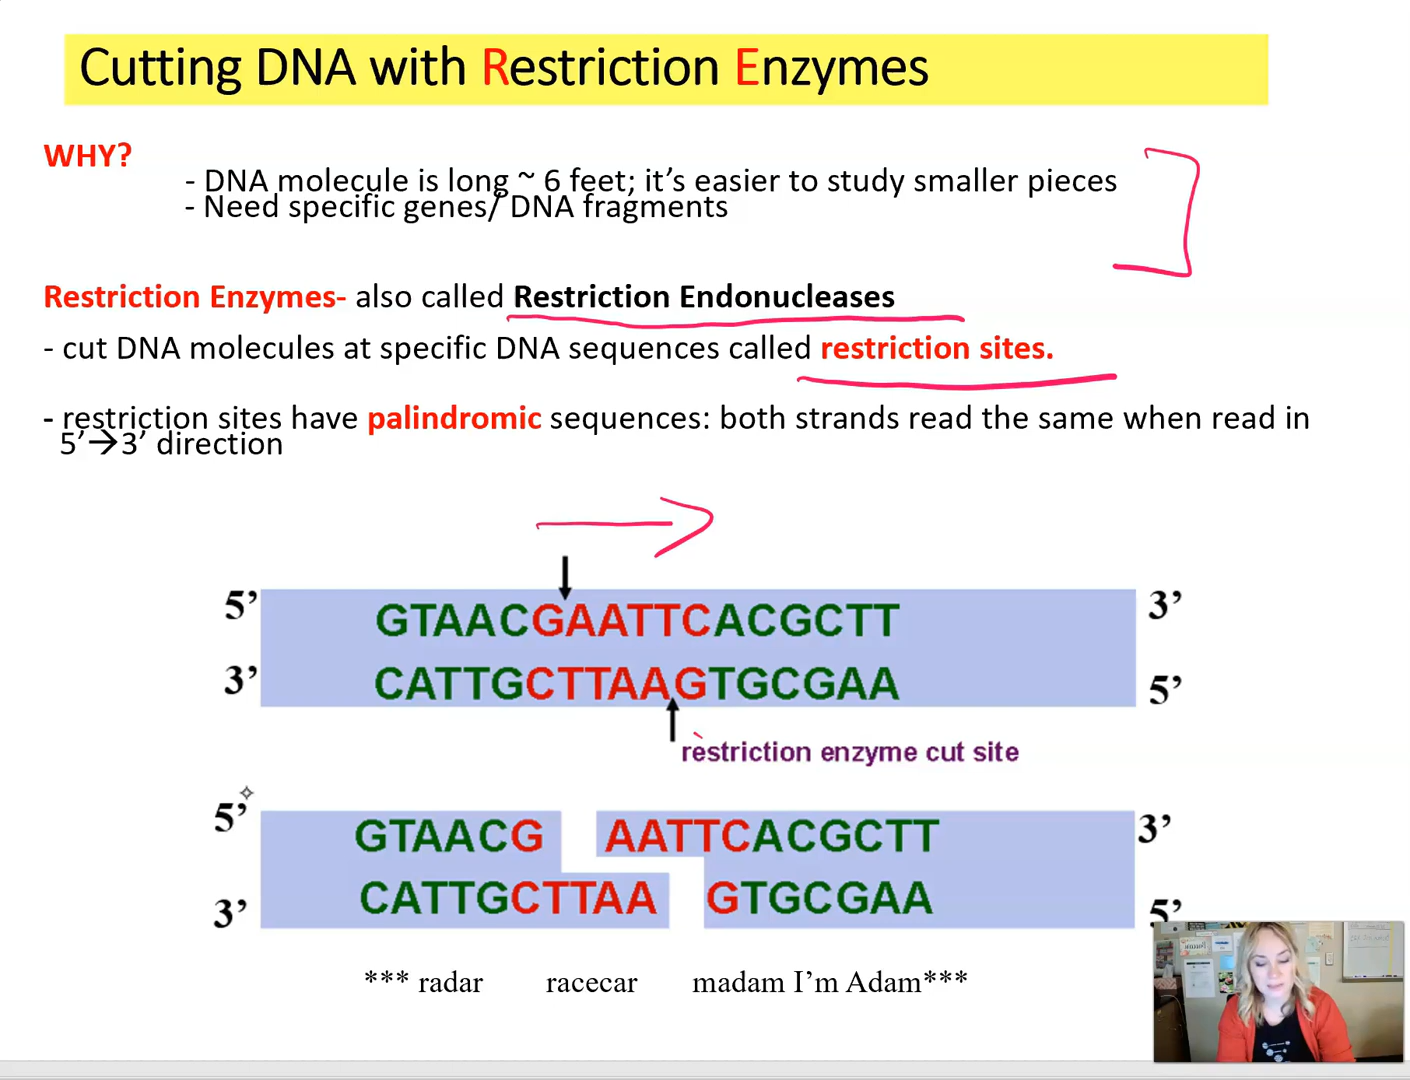 Cutting DNA with Restriction Enzymes
WHY?
- DNA molecule is long ~ 6 feet; it’s easier to study smaller pieces
- Need specific genes/ DNA fragments
Restriction Enzymes- also called Restriction Endonucleases
- cut DNA molecules at specific DNA sequences called restriction sites.
- restriction sites have palindromic sequences: both strands read the same when read in
5’→3’ direction
5’ GTAACGAATTCACGCTT 3’
3’ CATTGCTTAAGTGCGAA 5’
restriction enzyme cut site
5’ GTAACG AATTCACGCTT 3’
3’ CATTGCTTAA GTGCGAA 5’
*** radar racecar madam I’m Adam***